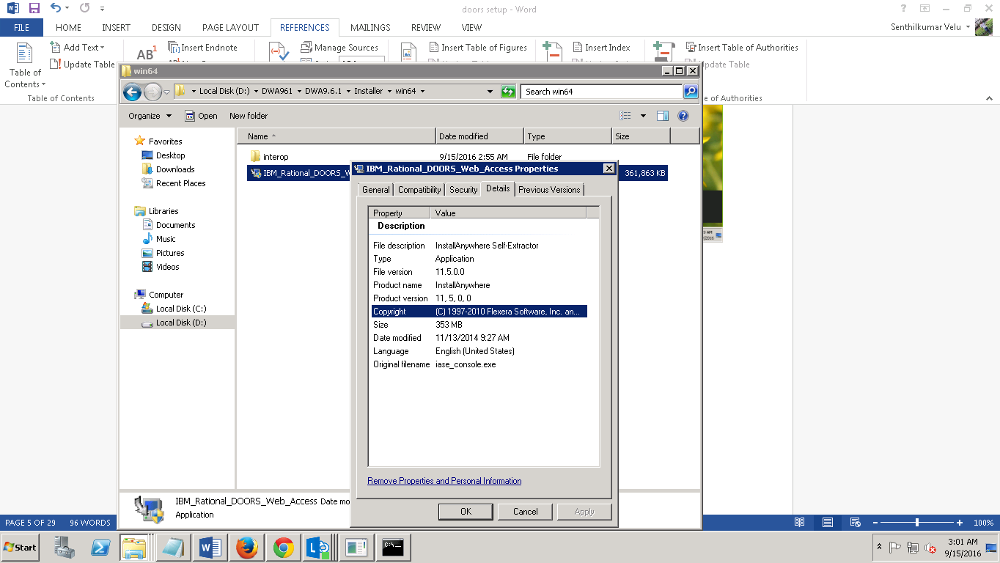 doors setup - Word
FILE HOME INSERT DESIGN PAGE LAYOUT REFERENCES MAILINGS REVIEW VIEW Senthilkumar Velu
Add Text
Update Table
Table of
Contents
Table of Contents
AB1
Insert Endnote
Manage Sources
Insert Table of Figures
Insert Index
Insert Table of Authorities
Update Table
e of Authorities
win64
Local Disk (D:) DWA961 DWA9.6.1 Installer win64
Search win64
Organize Open New folder
Favorites
Desktop
Downloads
Recent Places
Libraries
Documents
Music
Pictures
Videos
Computer
Local Disk (C:)
Local Disk (D:)
Name Date modified Type Size
interop 9/15/2016 2:55 AM File folder
IBM_Rational_DOORS_W 361,863 KB
IBM_Rational_DOORS_Web_Access Properties
General Compatibility Security Details Previous Versions
Property Value
Description
File description InstallAnywhere Self-Extractor
Type Application
File version 11.5.0.0
Product name InstallAnywhere
Product version 11, 5, 0, 0
Copyright (C) 1997-2010 Flexera Software, Inc. an...
Size 353 MB
Date modified 11/13/2014 9:27 AM
Language English (United States)
Original filename iase_console.exe
Remove Properties and Personal Information
OK Cancel Apply
IBM_Rational_DOORS_Web_Access Date mo
Application
PAGE 5 OF 29 96 WORDS 100%
Start
3:01 AM
9/15/2016